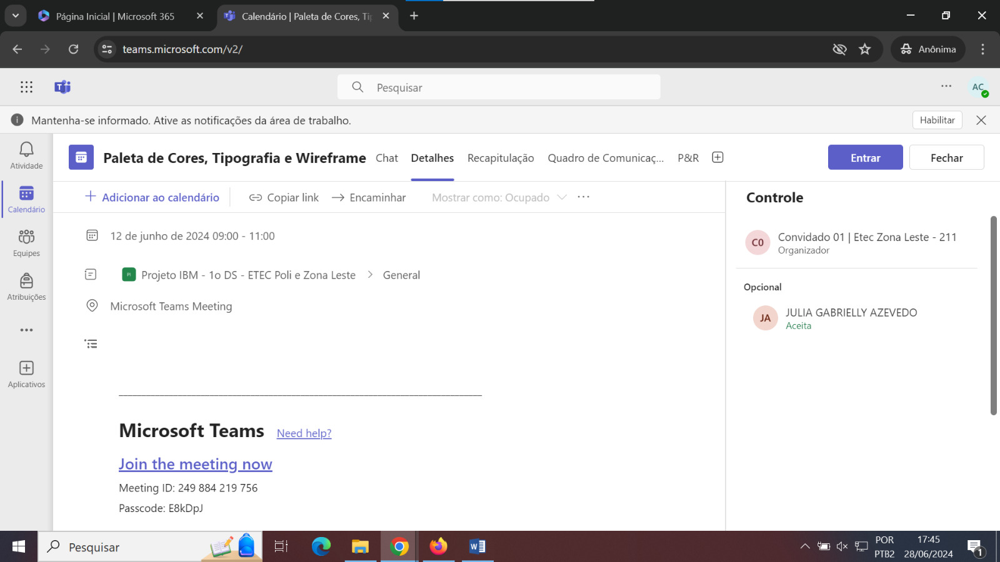 Página Inicial | Microsoft 365
Calendário | Paleta de Cores, Tip
teams.microsoft.com/v2/
Anônima
Pesquisar
AC
Mantenha-se informado. Ative as notificações da área de trabalho.
Habilitar
Atividade
Calendário
Equipes
Atribuições
Aplicativos
Paleta de Cores, Tipografia e Wireframe
Chat
Detalhes
Recapitulação
Quadro de Comunicaç...
P&R
Entrar
Fechar
Adicionar ao calendário
Copiar link
Encaminhar
Mostrar como: Ocupado
12 de junho de 2024 09:00 - 11:00
PI
Projeto IBM - 1o DS - ETEC Poli e Zona Leste > General
Microsoft Teams Meeting
Microsoft Teams
Need help?
Join the meeting now
Meeting ID: 249 884 219 756
Passcode: E8kDpJ
Controle
C0
Convidado 01 | Etec Zona Leste - 211
Organizador
Opcional
JA
JULIA GABRIELLY AZEVEDO
Aceita
Pesquisar
POR
PTB2
17:45
28/06/2024
1